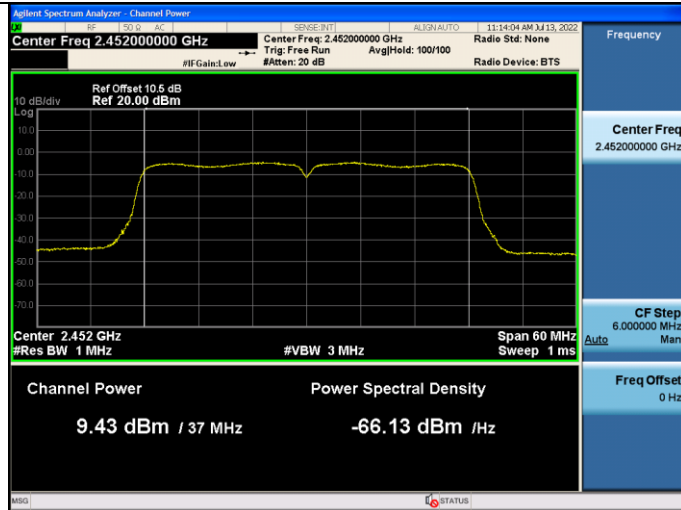 Agilent Spectrum Analyzer - Channel Power
RF 50 Ω AC SENSE:INT ALIGN AUTO 11:14:04 AM Jul 13, 2022
Center Freq 2.452000000 GHz
Center Freq: 2.452000000 GHz
Radio Std: None
Trig: Free Run Avg|Hold: 100/100
#IFGain:Low #Atten: 20 dB Radio Device: BTS
Frequency
Ref Offset 10.5 dB
10 dB/div Ref 20.00 dBm
Log
10.0
0.00
-10.0
-20.0
-30.0
-40.0
-50.0
-60.0
-70.0
Center 2.452 GHz Span 60 MHz
#Res BW 1 MHz #VBW 3 MHz Sweep 1 ms
Channel Power Power Spectral Density
9.43 dBm / 37 MHz -66.13 dBm /Hz
Center Freq
2.452000000 GHz
CF Step
6.000000 MHz
Auto Man
Freq Offset
0 Hz
MSG STATUS